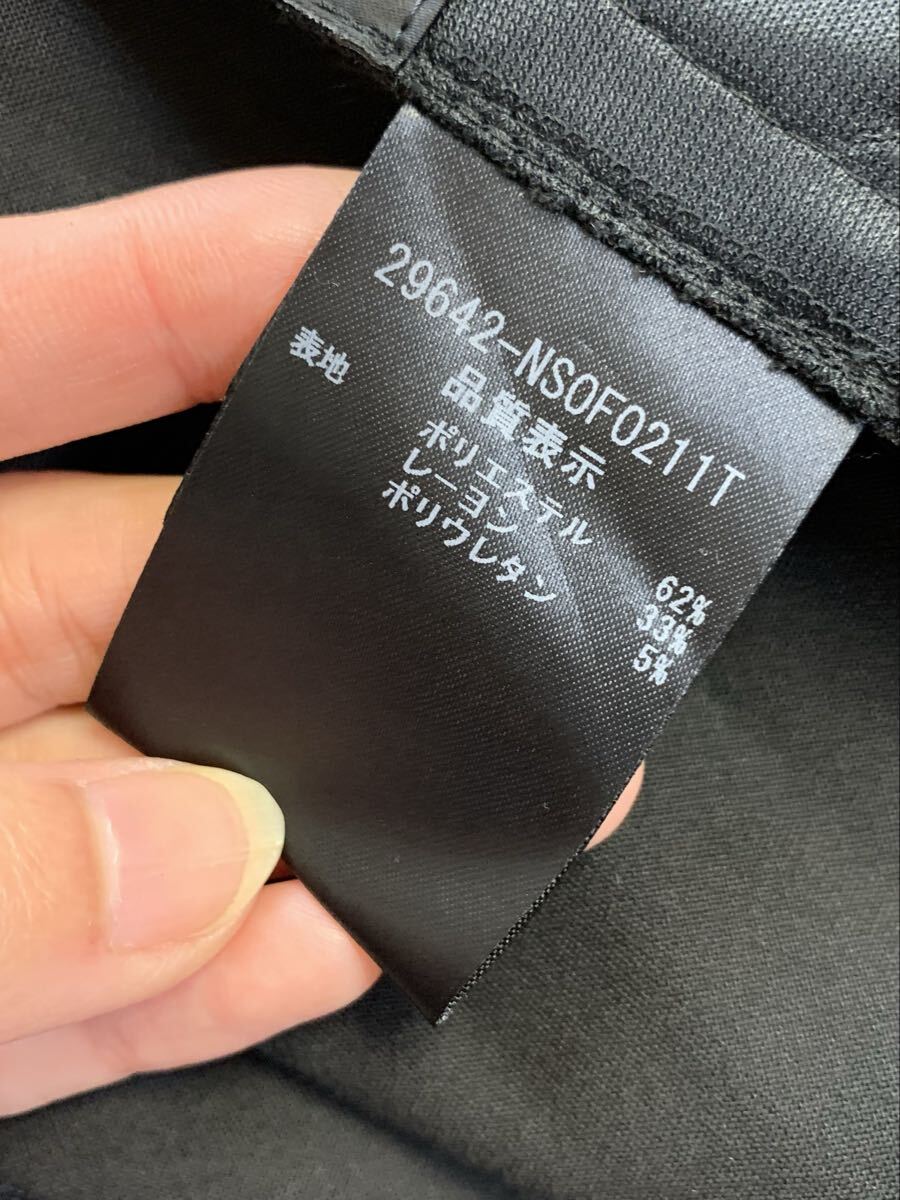 29642-NSOF0211T
品質表示
表地 ポリエステル 62%
レーヨン 33%
ポリウレタン 5%